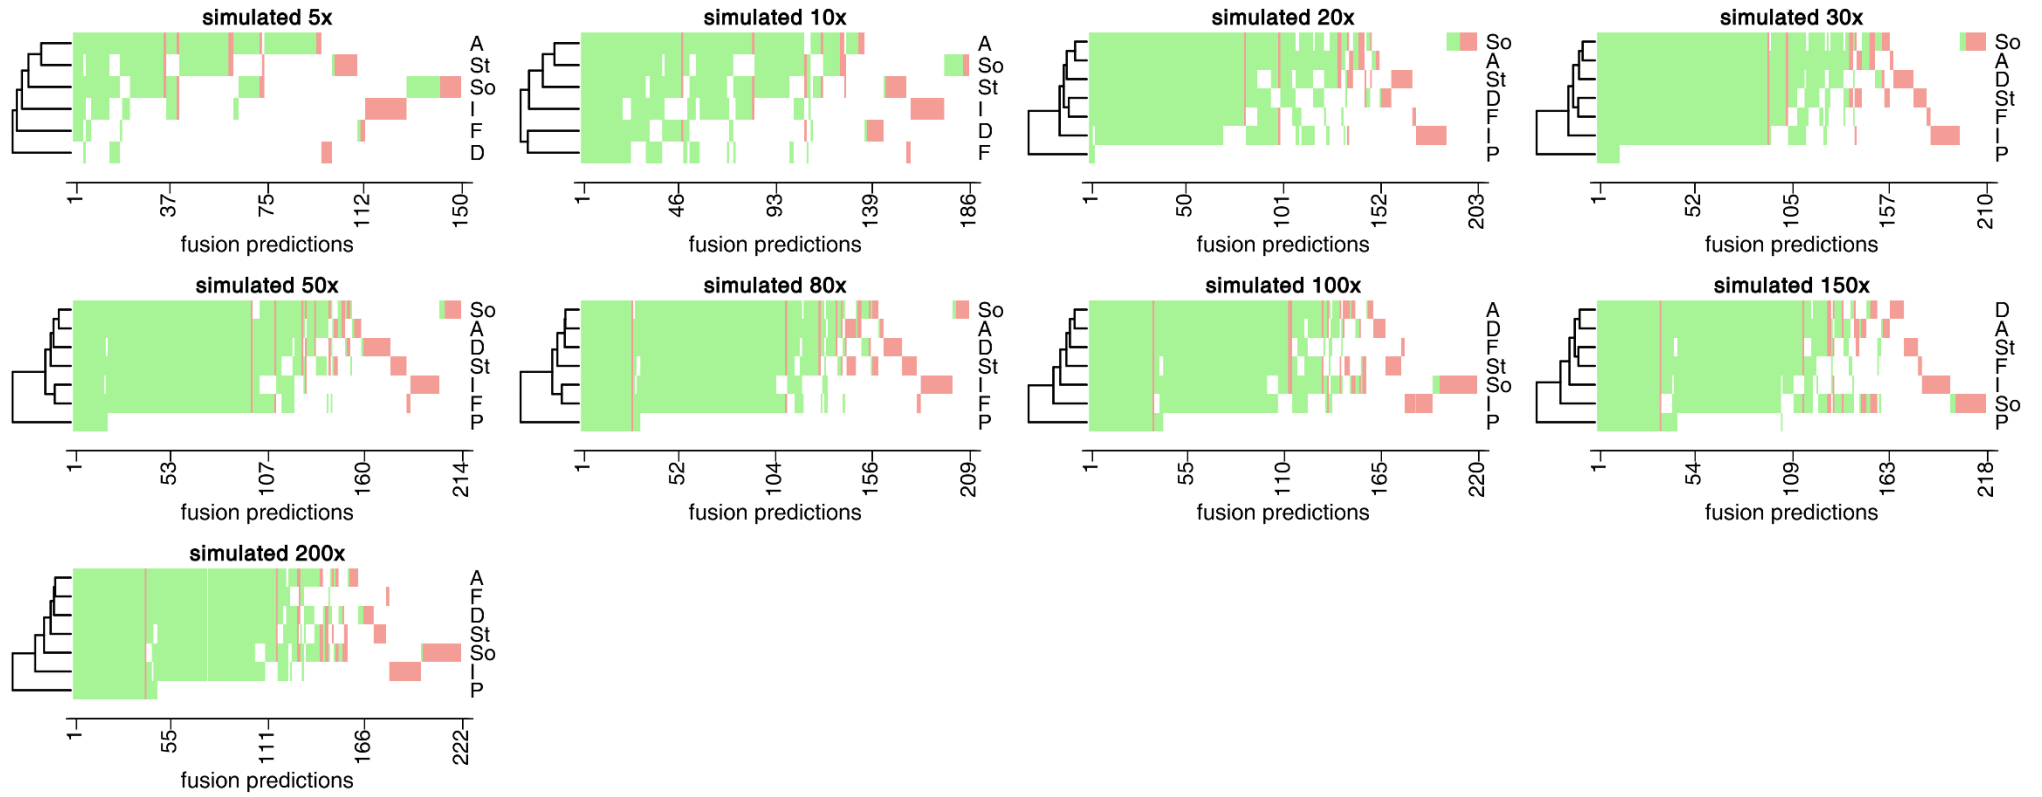 simulated 5x
A
St
So
I
F
D
1
37
75
112
150
fusion predictions
simulated 10x
A
So
St
I
D
F
1
46
93
139
186
fusion predictions
simulated 20x
So
A
St
D
F
I
P
1
50
101
152
203
fusion predictions
simulated 30x
So
A
D
St
F
I
P
1
52
105
157
210
fusion predictions
simulated 50x
So
A
D
St
I
F
P
1
53
107
160
214
fusion predictions
simulated 80x
So
A
D
St
I
F
P
1
52
104
156
209
fusion predictions
simulated 100x
A
D
F
St
So
I
P
1
55
110
165
220
fusion predictions
simulated 150x
D
A
St
F
I
So
P
1
54
109
163
218
fusion predictions
simulated 200x
A
F
D
St
So
I
P
1
55
111
166
222
fusion predictions